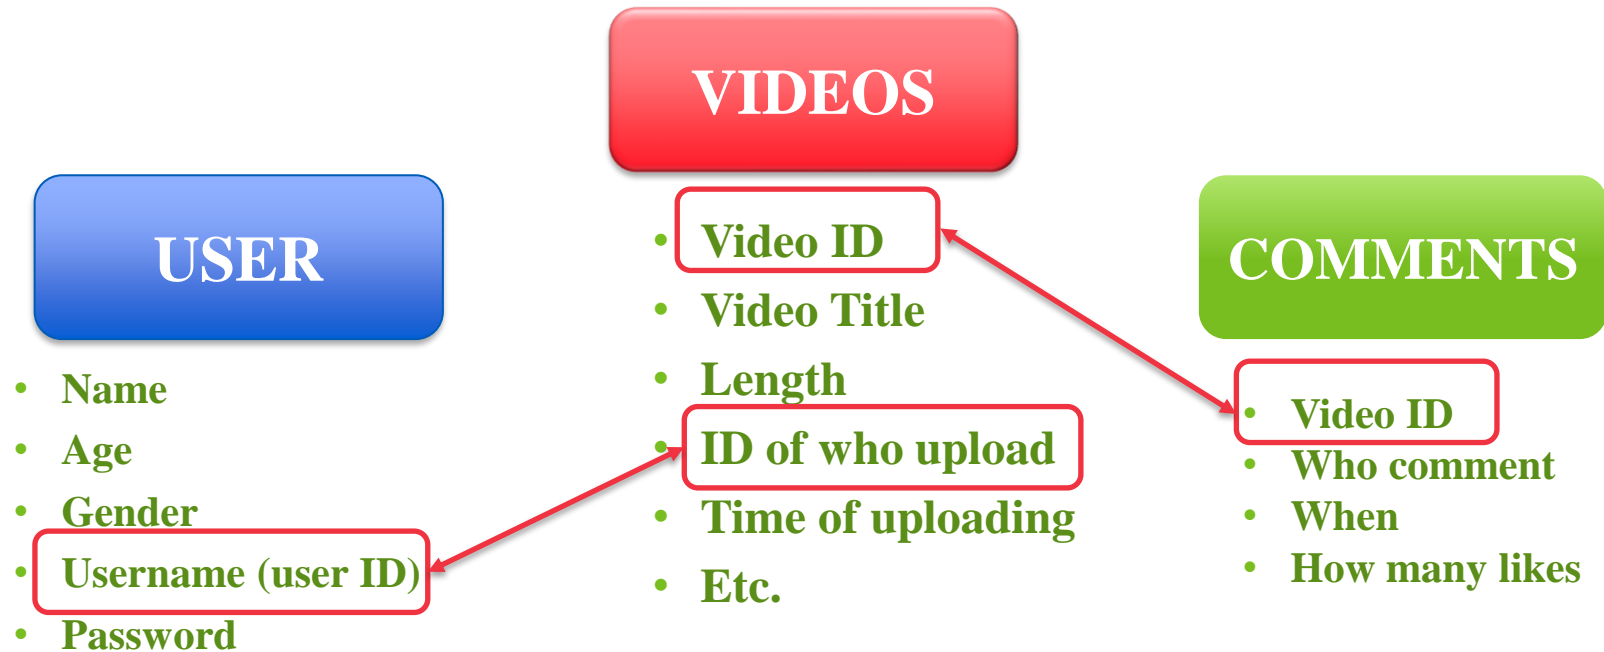 USER
• Name
• Age
• Gender
• Username (user ID)
• Password
VIDEOS
• Video ID
• Video Title
• Length
• ID of who upload
• Time of uploading
• Etc.
COMMENTS
• Video ID
• Who comment
• When
• How many likes